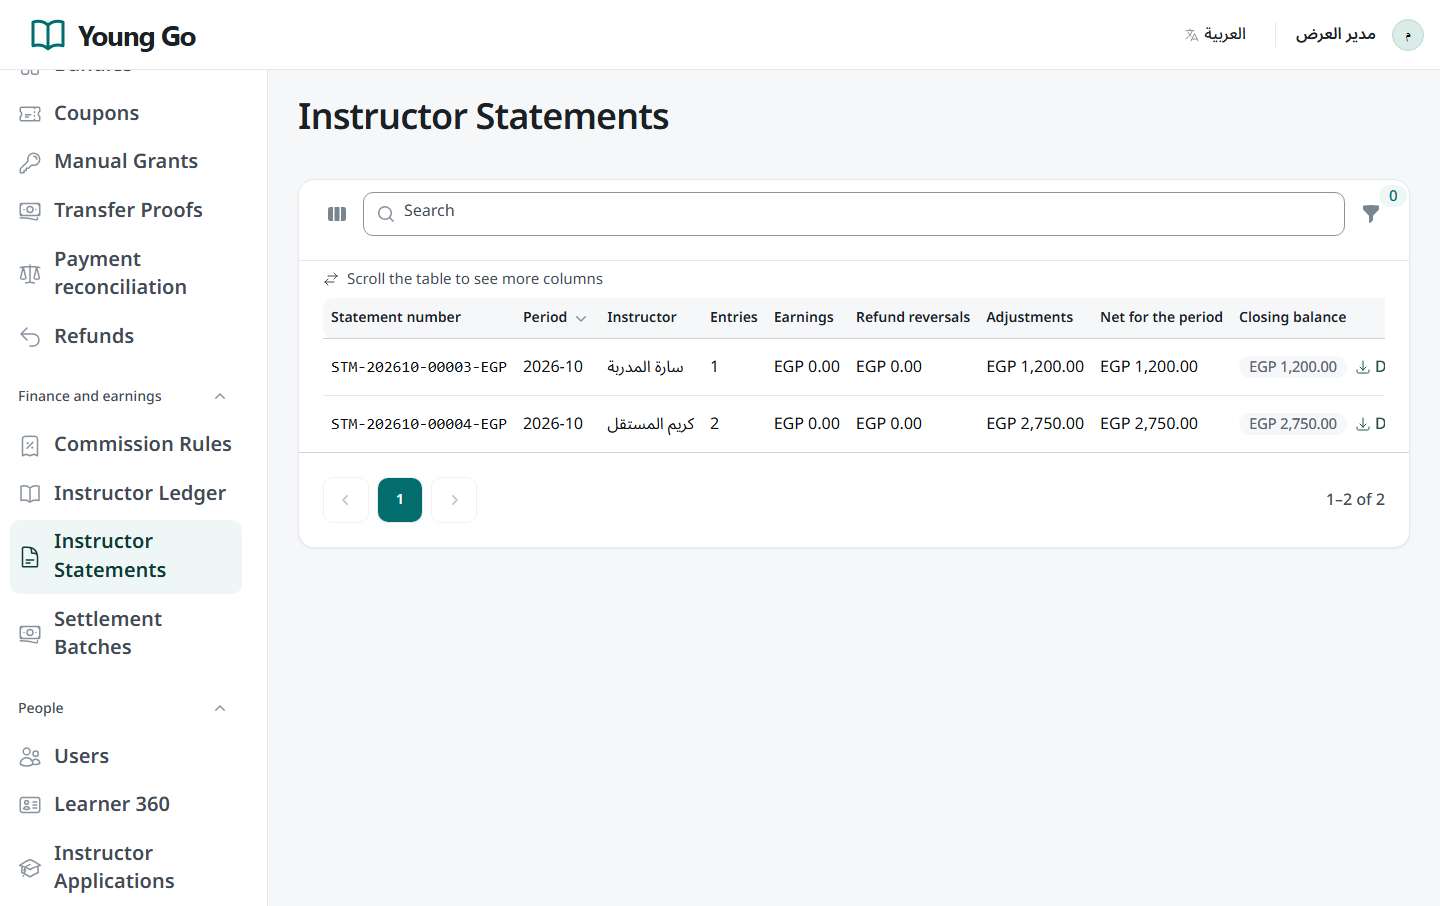 Young Go
العربية
مدير العرض
م
Coupons
Manual Grants
Transfer Proofs
Payment
reconciliation
Refunds
Finance and earnings
Commission Rules
Instructor Ledger
Instructor
Statements
Settlement
Batches
People
Users
Learner 360
Instructor
Applications
Instructor Statements
Search
0
Scroll the table to see more columns
Statement number Period Instructor Entries Earnings Refund reversals Adjustments Net for the period Closing balance
STM-202610-00003-EGP 2026-10 سارة المدربة 1 EGP 0.00 EGP 0.00 EGP 1,200.00 EGP 1,200.00 EGP 1,200.00 D
STM-202610-00004-EGP 2026-10 كريم المستقل 2 EGP 0.00 EGP 0.00 EGP 2,750.00 EGP 2,750.00 EGP 2,750.00 D
1
1–2 of 2